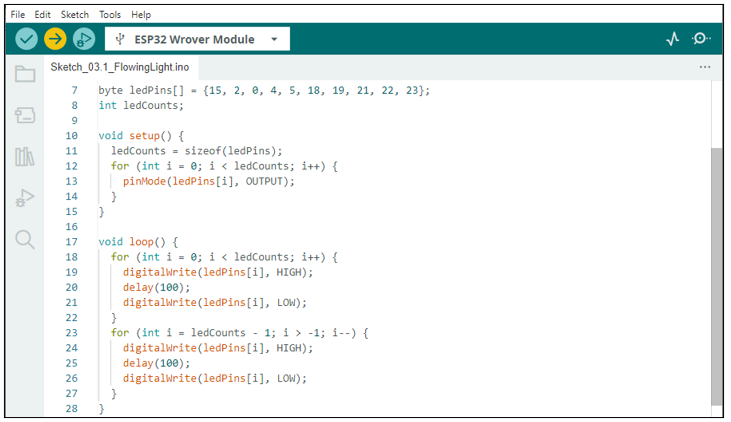 File Edit Sketch Tools Help
ESP32 Wrover Module
Sketch_03.1_FlowingLight.ino
7 byte ledPins[] = {15, 2, 0, 4, 5, 18, 19, 21, 22, 23};
8 int ledCounts;
9
10 void setup() {
11 ledCounts = sizeof(ledPins);
12 for (int i = 0; i < ledCounts; i++) {
13 pinMode(ledPins[i], OUTPUT);
14 }
15 }
16
17 void loop() {
18 for (int i = 0; i < ledCounts; i++) {
19 digitalWrite(ledPins[i], HIGH);
20 delay(100);
21 digitalWrite(ledPins[i], LOW);
22 }
23 for (int i = ledCounts - 1; i > -1; i--) {
24 digitalWrite(ledPins[i], HIGH);
25 delay(100);
26 digitalWrite(ledPins[i], LOW);
27 }
28 }